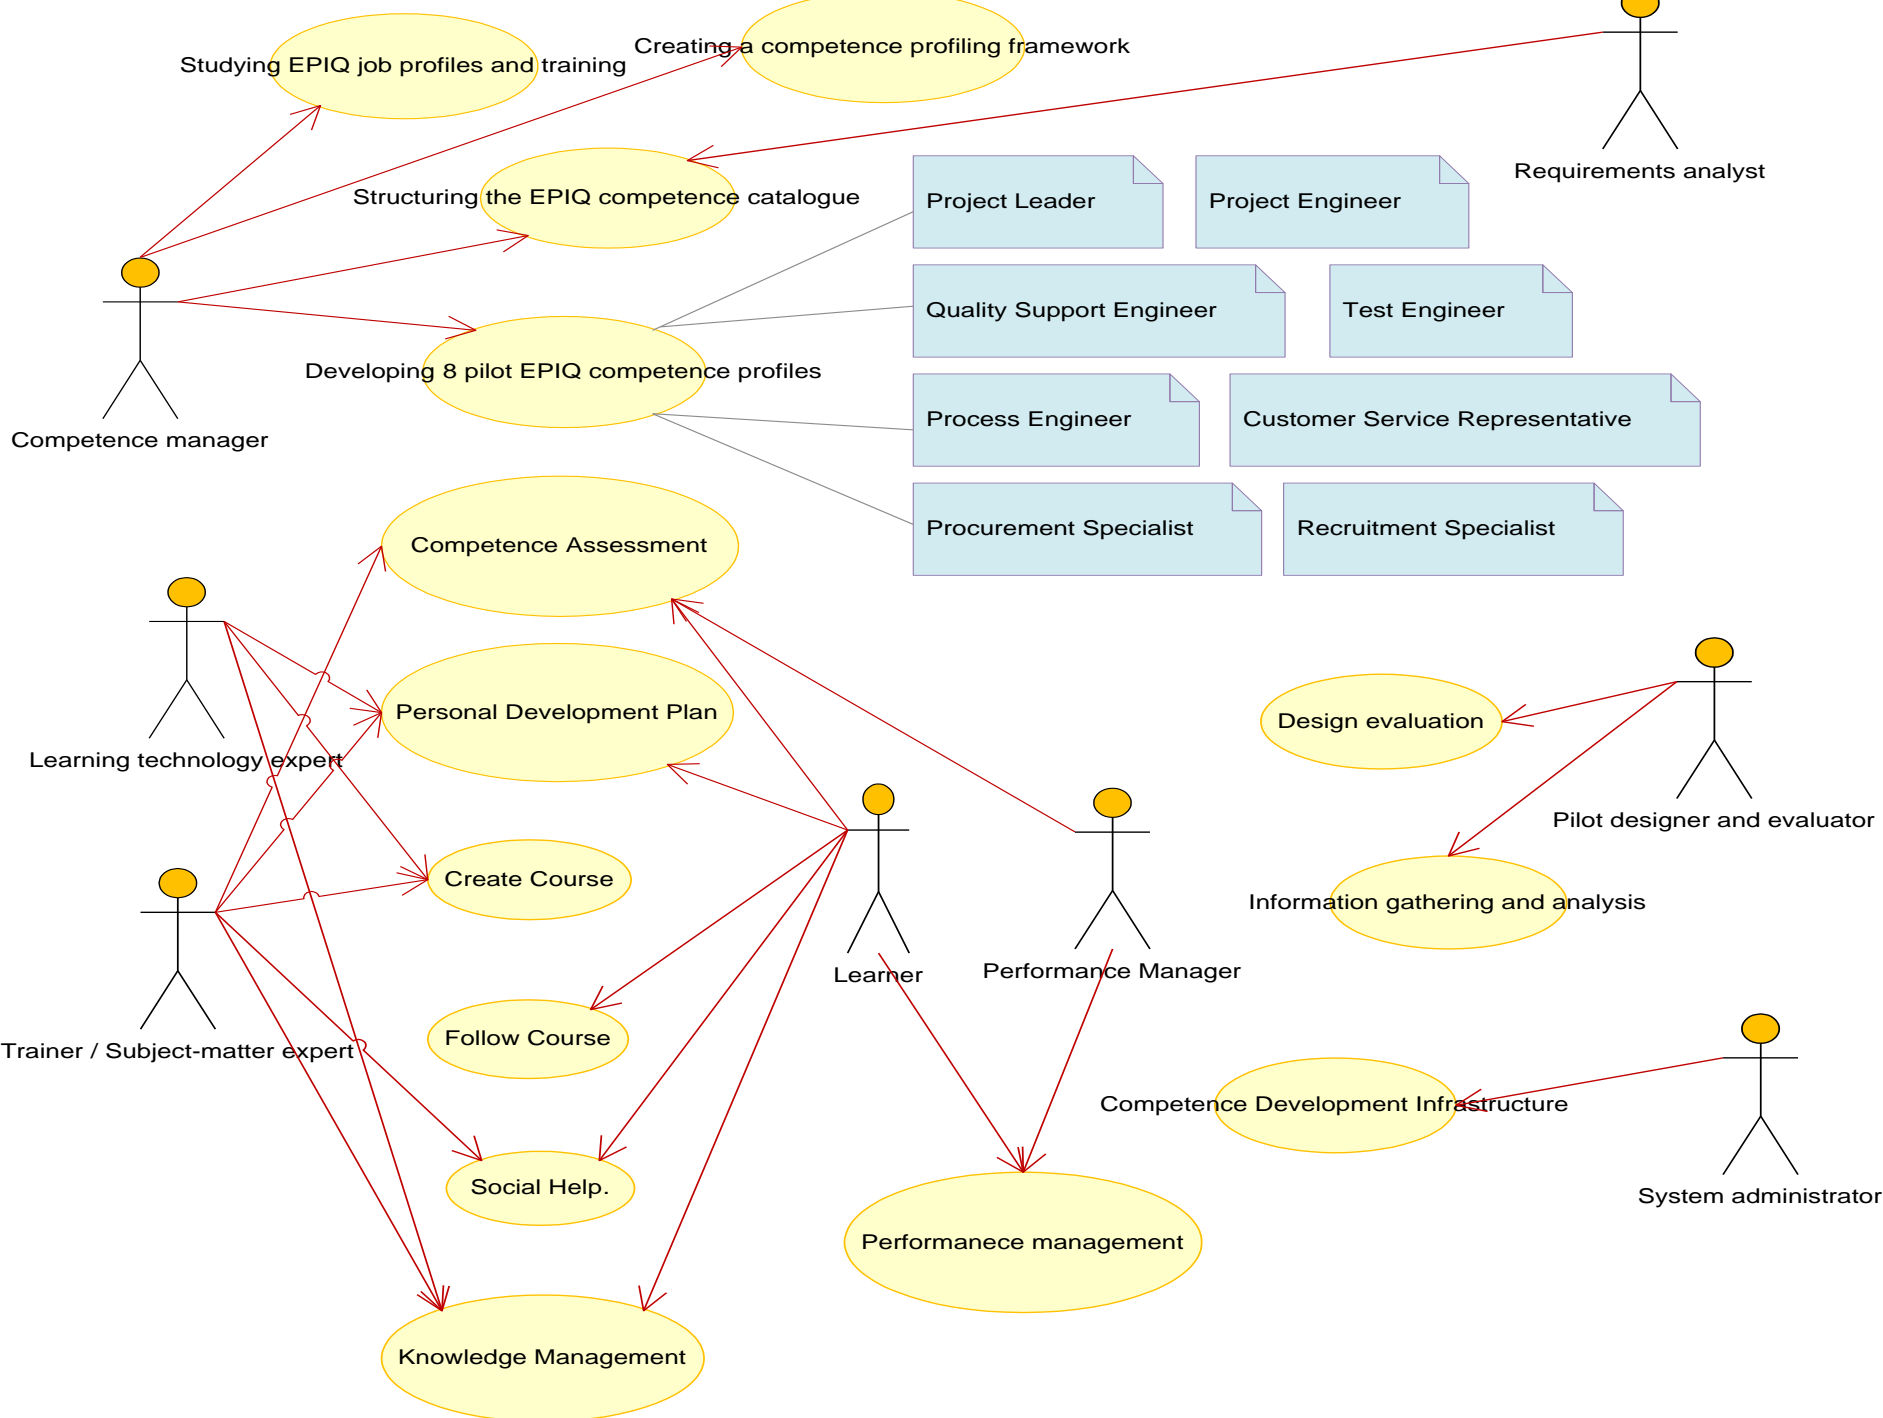 Creating a competence profiling framework
Studying EPIQ job profiles and training
Requirements analyst
Structuring the EPIQ competence catalogue
Project Leader
Project Engineer
Quality Support Engineer
Test Engineer
Developing 8 pilot EPIQ competence profiles
Process Engineer
Customer Service Representative
Competence manager
Procurement Specialist
Recruitment Specialist
Competence Assessment
Personal Development Plan
Design evaluation
Learning technology expert
Pilot designer and evaluator
Create Course
Information gathering and analysis
Learner
Performance Manager
Follow Course
Trainer / Subject-matter expert
Competence Development Infrastructure
Social Help.
System administrator
Performanece management
Knowledge Management